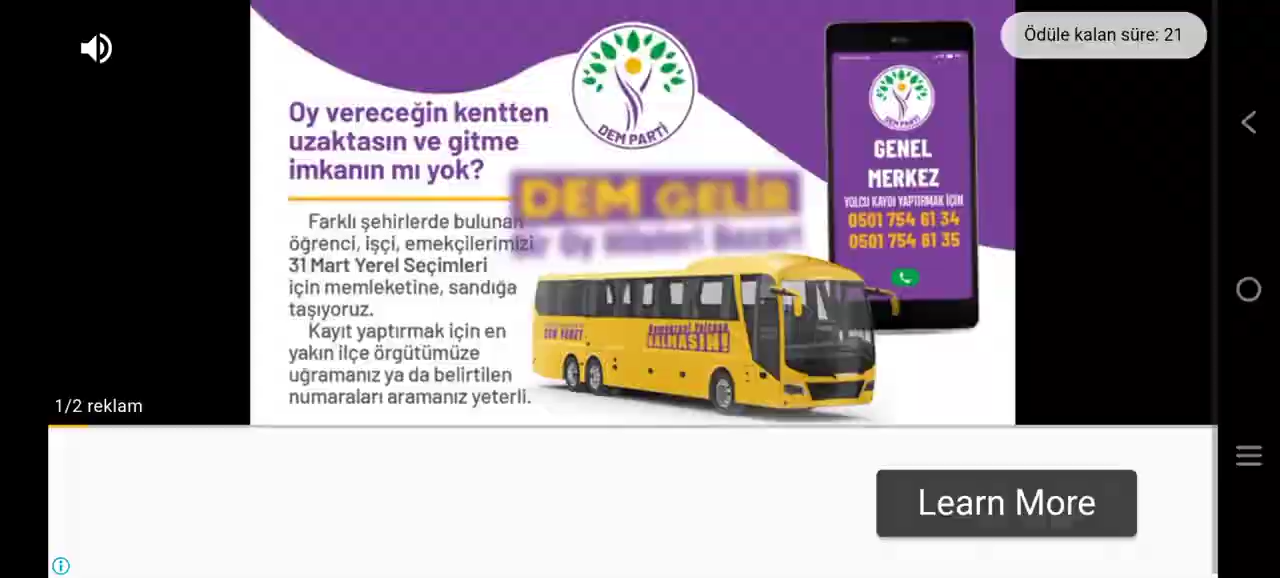 Ödüle kalan süre: 21
DEM PARTİ
Oy vereceğin kentten
uzaktasın ve gitme
imkanın mı yok?
DEM GELİR
Farklı şehirlerde bulunan
öğrenci, işçi, emekçilerimizi
31 Mart Yerel Seçimleri
için memleketine, sandığa
taşıyoruz.
Kayıt yaptırmak için en
yakın ilçe örgütümüze
uğramanız ya da belirtilen
numaraları aramanız yeterli.
DEM PARTİ
GENEL
MERKEZ
YOLCU KAYDI YAPTIRMAK İÇİN
0501 754 61 34
0501 754 61 35
KALMASIN!
1/2 reklam
Learn More